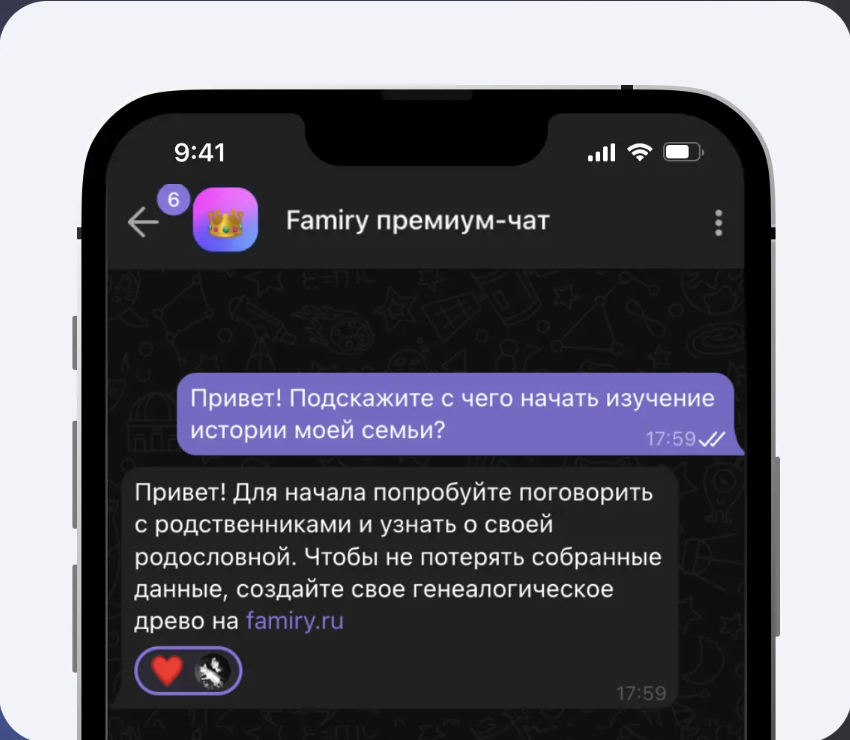 9:41
6
Famiry премиум-чат
Привет! Подскажите с чего начать изучение
истории моей семьи?
17:59
Привет! Для начала попробуйте поговорить
с родственниками и узнать о своей
родословной. Чтобы не потерять собранные
данные, создайте свое генеалогическое
древо на famiry.ru
17:59